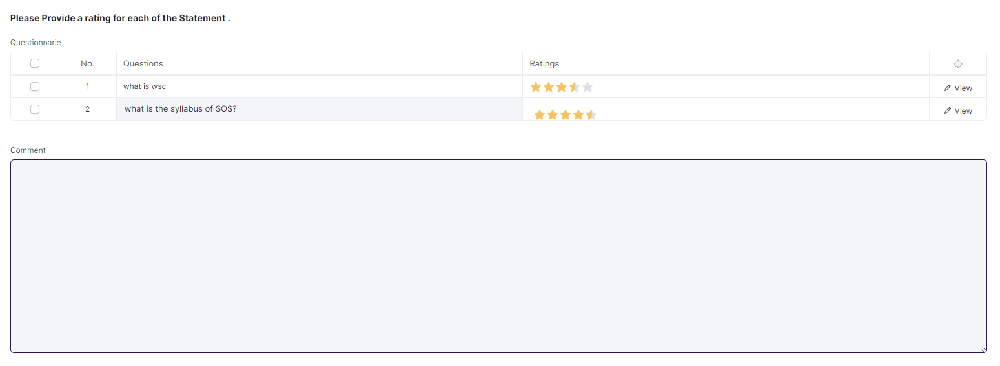 Please Provide a rating for each of the Statement .
Questionnarie
No. Questions Ratings
1 what is wsc View
2 what is the syllabus of SOS? View
Comment